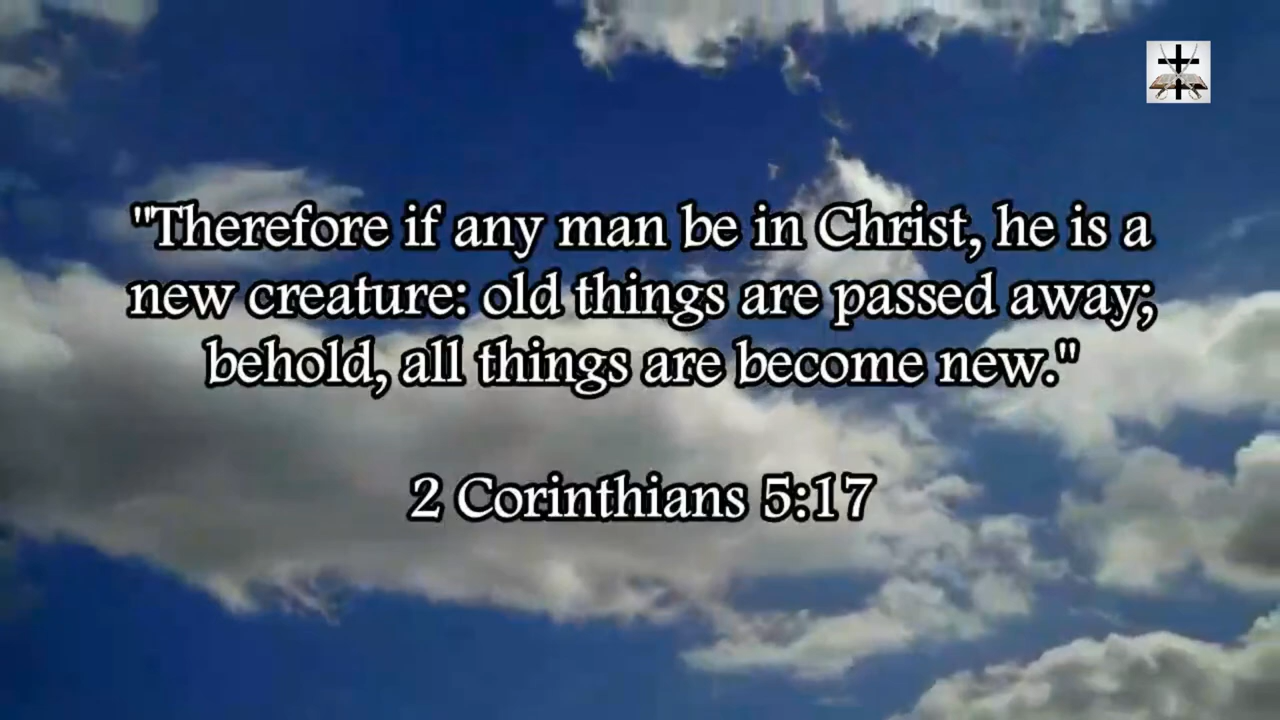 "Therefore if any man be in Christ, he is a
new creature: old things are passed away;
behold, all things are become new."
2 Corinthians 5:17